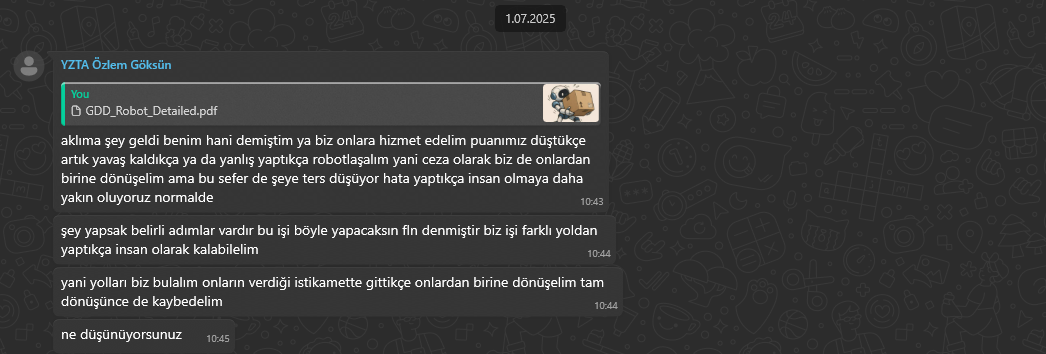 1.07.2025
YZTA Özlem Göksün
You
GDD_Robot_Detailed.pdf
aklıma şey geldi benim hani demiştim ya biz onlara hizmet edelim puanımız düştükçe
artık yavaş kaldıkça ya da yanlış yaptıkça robotlaşalım yani ceza olarak biz de onlardan
birine dönüşelim ama bu sefer de şeye ters düşüyor hata yaptıkça insan olmaya daha
yakın oluyoruz normalde
10:43
şey yapsak belirli adımlar vardır bu işi böyle yapacaksın fln denmiştir biz işi farklı yoldan
yaptıkça insan olarak kalabilelim
10:44
yani yolları biz bulalım onların verdiği istikamette gittikçe onlardan birine dönüşelim tam
dönüşünce de kaybedelim
10:44
ne düşünüyorsunuz
10:45